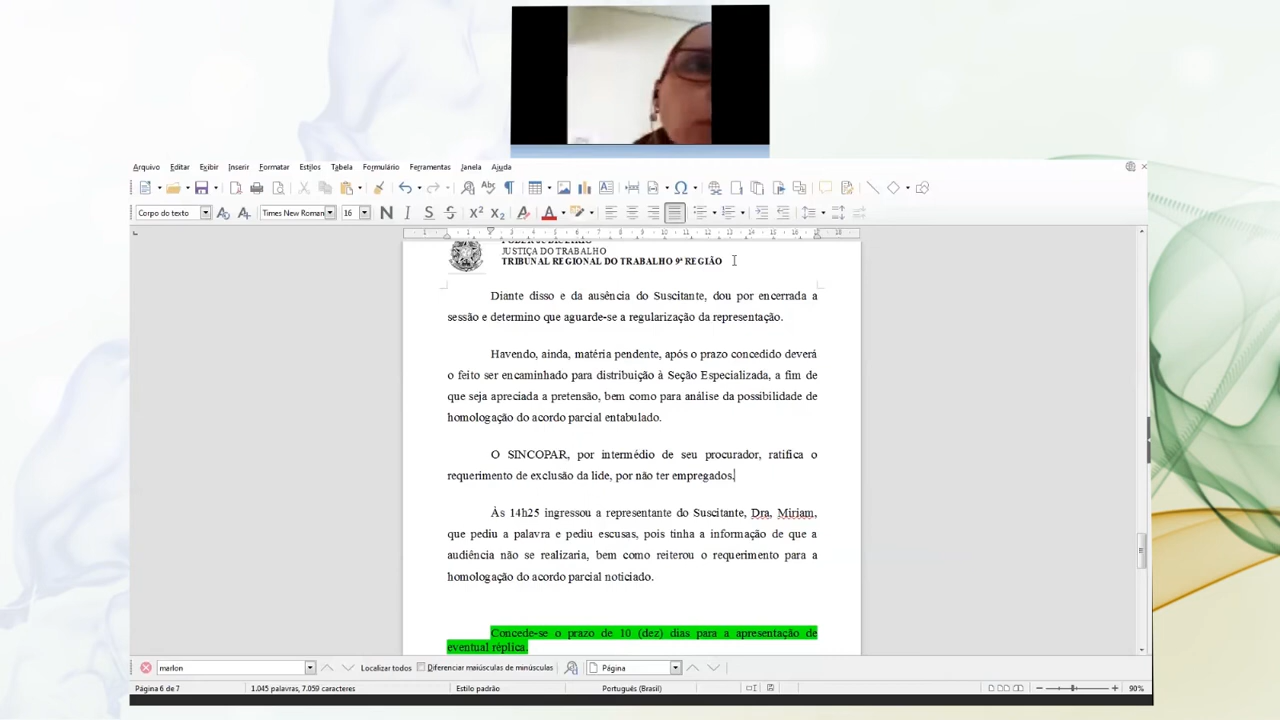 Arquivo Editar Exibir Inserir Formatar Estilos Tabela Formulário Ferramentas Janela Ajuda
Corpo do texto Times New Roman 16 N I S S
PODER JUDICIÁRIO
JUSTIÇA DO TRABALHO
TRIBUNAL REGIONAL DO TRABALHO 9ª REGIÃO
Diante disso e da ausência do Suscitante, dou por encerrada a
sessão e determino que aguarde-se a regularização da representação.
Havendo, ainda, matéria pendente, após o prazo concedido deverá
o feito ser encaminhado para distribuição à Seção Especializada, a fim de
que seja apreciada a pretensão, bem como para análise da possibilidade de
homologação do acordo parcial entabulado.
O SINCOPAR, por intermédio de seu procurador, ratifica o
requerimento de exclusão da lide, por não ter empregados.
Às 14h25 ingressou a representante do Suscitante, Dra, Miriam,
que pediu a palavra e pediu escusas, pois tinha a informação de que a
audiência não se realizaria, bem como reiterou o requerimento para a
homologação do acordo parcial noticiado.
Concede-se o prazo de 10 (dez) dias para a apresentação de
eventual réplica.
marlon Localizar todos Diferenciar maiúsculas de minúsculas Página
Página 6 de 7 1.045 palavras, 7.059 caracteres Estilo padrão Português (Brasil) 90%